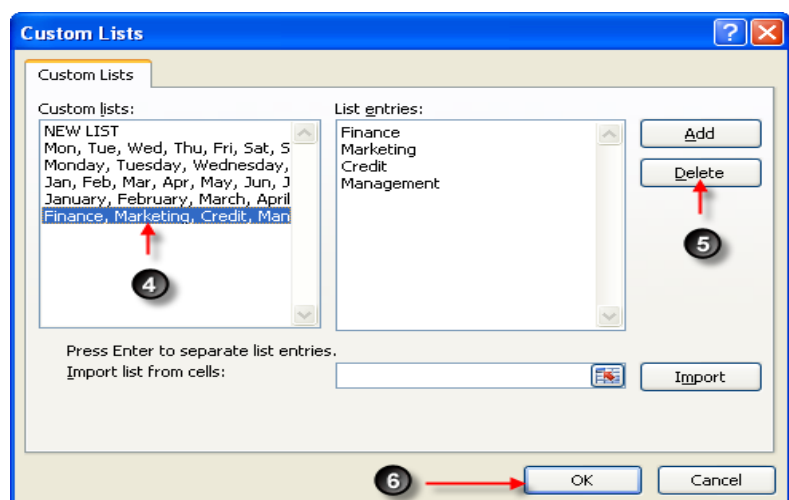 Custom Lists
Custom Lists
Custom lists:
NEW LIST
Mon, Tue, Wed, Thu, Fri, Sat, S
Monday, Tuesday, Wednesday,
Jan, Feb, Mar, Apr, May, Jun, J
January, February, March, April
Finance, Marketing, Credit, Man
4
List entries:
Finance
Marketing
Credit
Management
Add
Delete
5
Press Enter to separate list entries.
Import list from cells:
Import
6
OK
Cancel